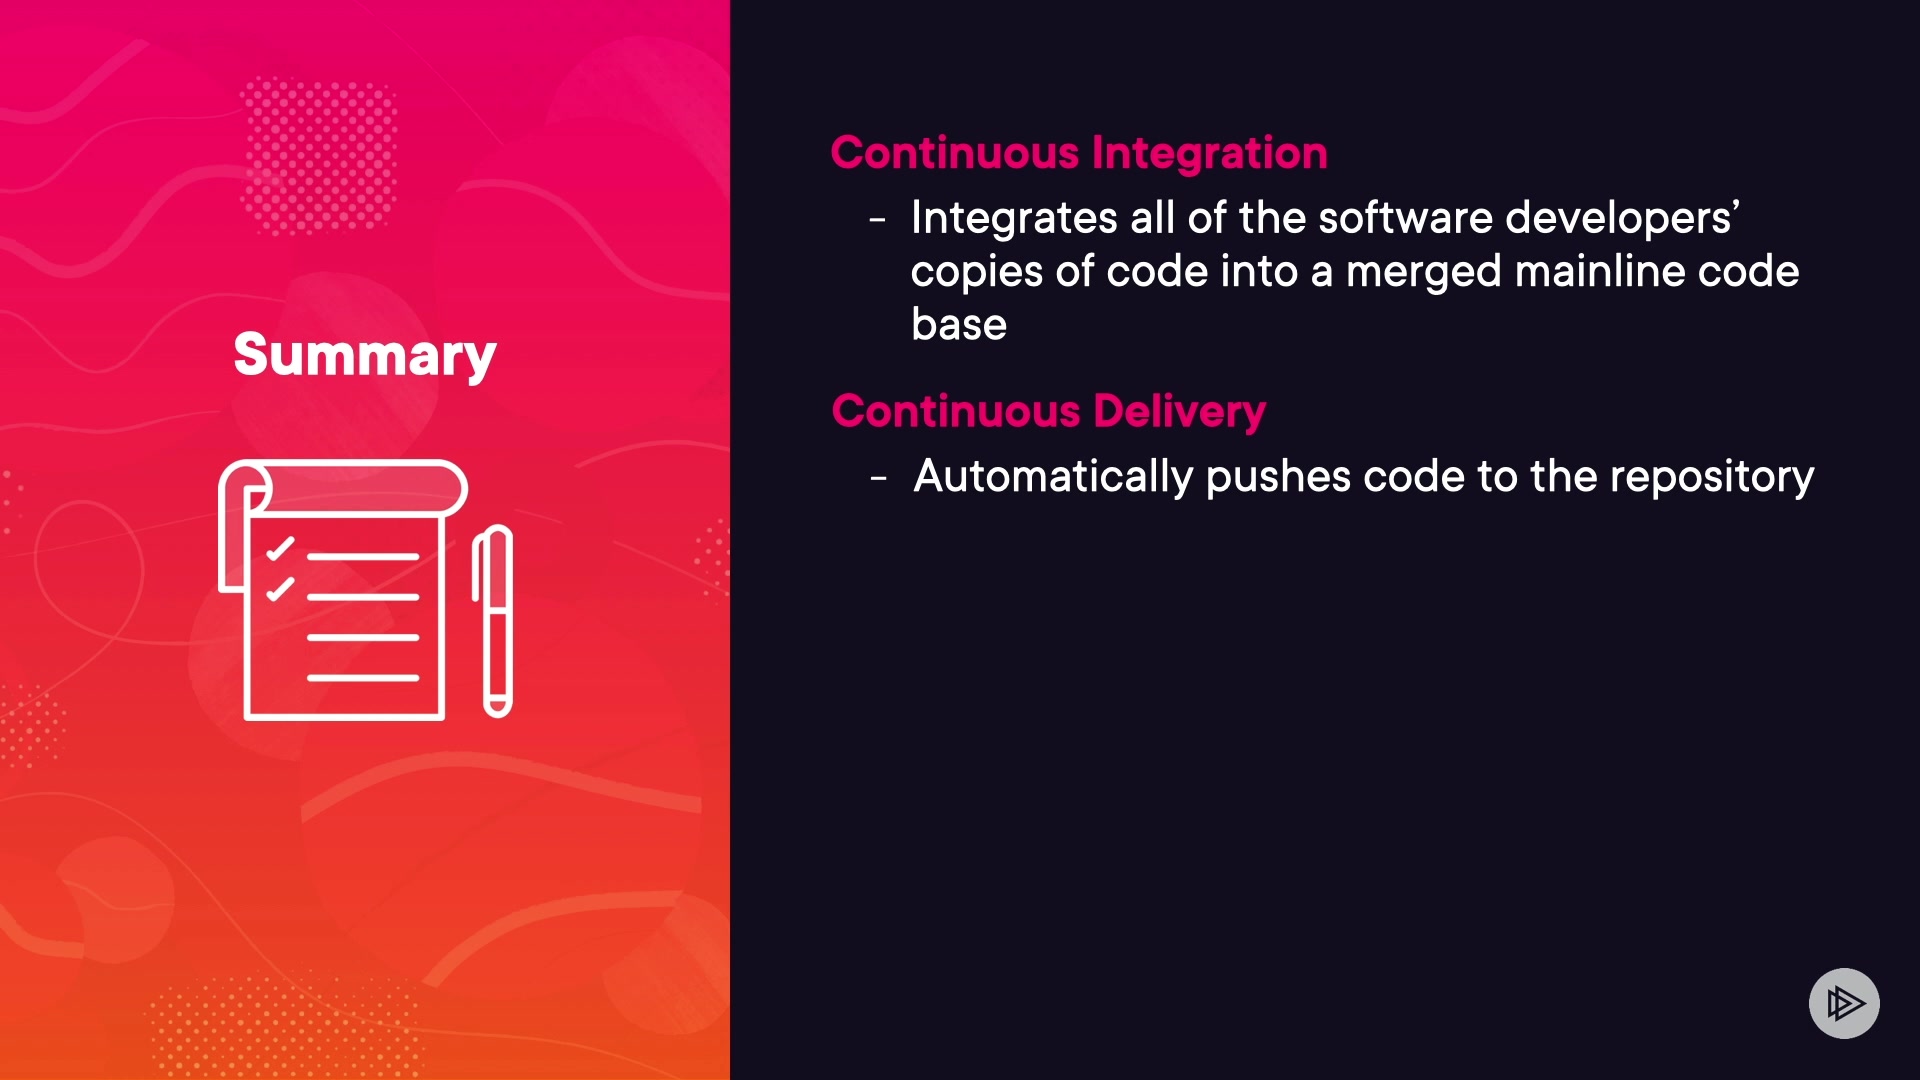 Summary
Continuous Integration
- Integrates all of the software developers’
copies of code into a merged mainline code
base
Continuous Delivery
- Automatically pushes code to the repository